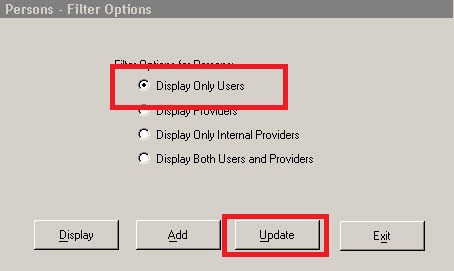 Persons - Filter Options
Filter Options for Persons:
Display Only Users
Display Providers
Display Only Internal Providers
Display Both Users and Providers
Display
Add
Update
Exit